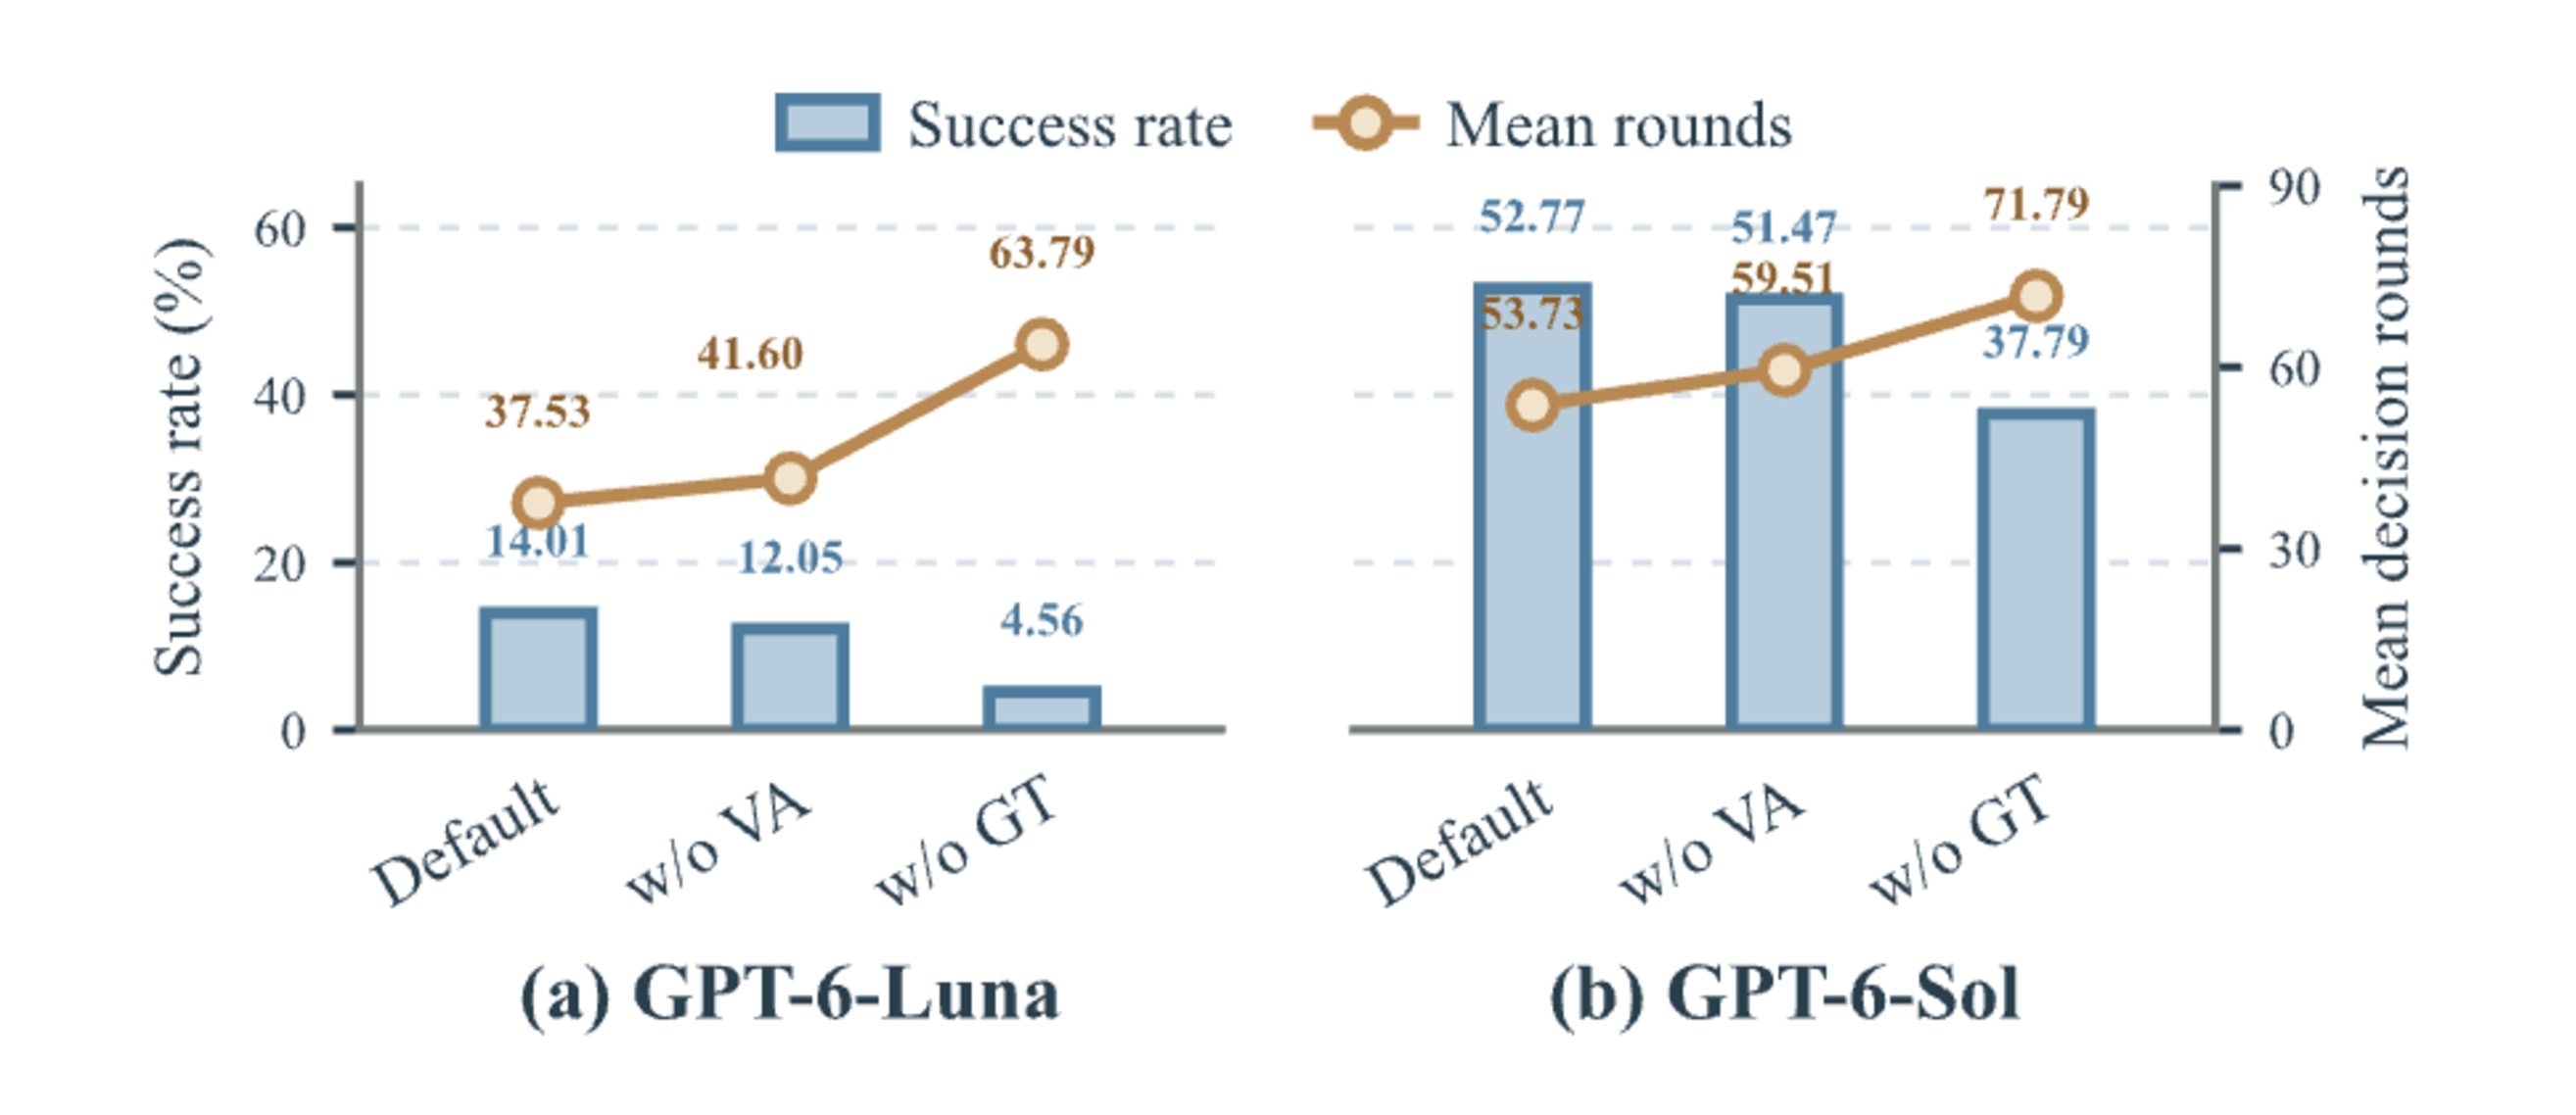 Success rate
Mean rounds
Success rate (%)
60
40
20
0
37.53
41.60
63.79
14.01
12.05
4.56
Default
w/o VA
w/o GT
(a) GPT-6-Luna
52.77
51.47
71.79
53.73
59.51
37.79
Default
w/o VA
w/o GT
(b) GPT-6-Sol
90
60
30
0
Mean decision rounds